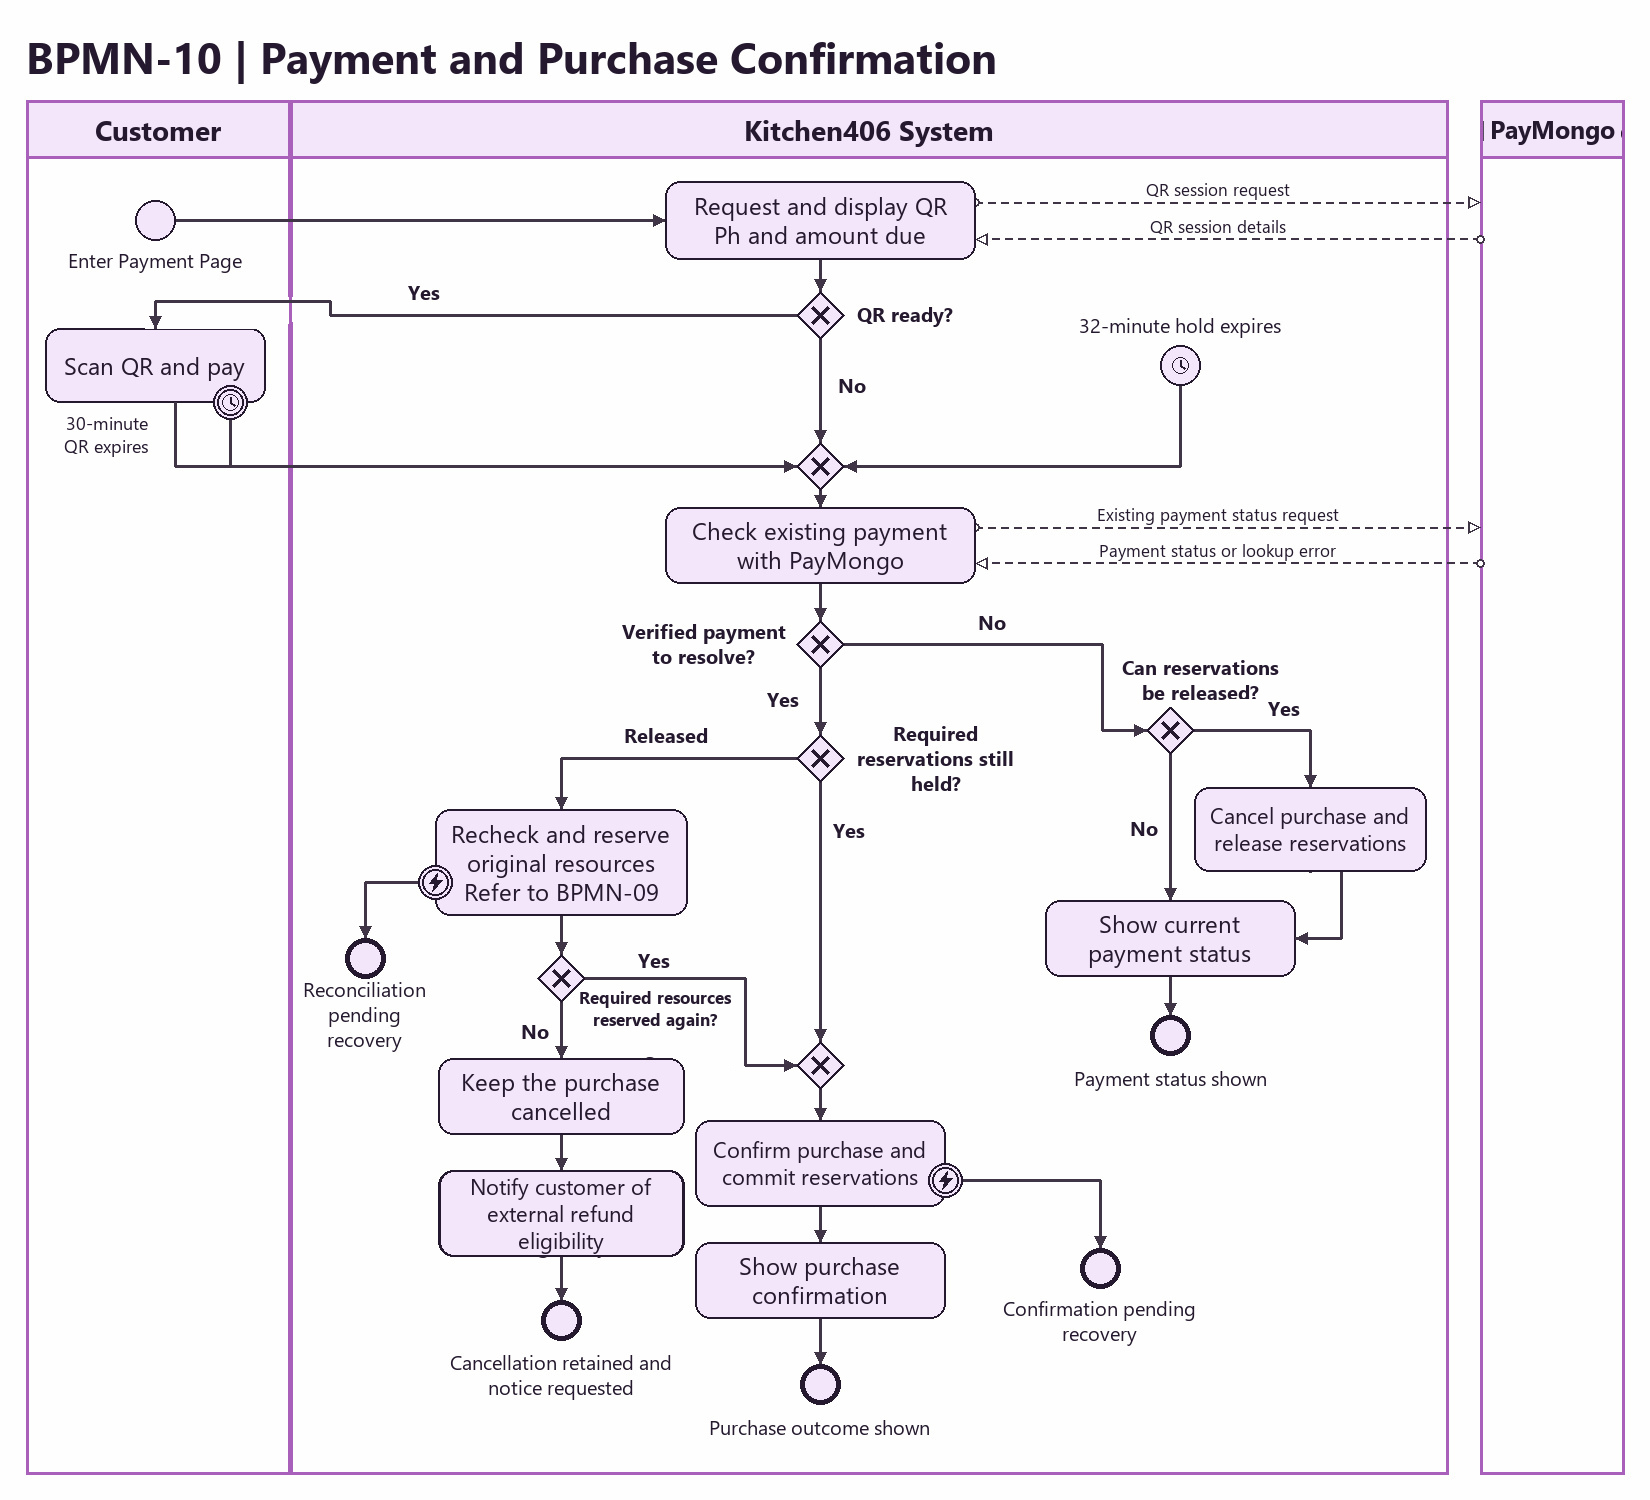 BPMN-10 | Payment and Purchase Confirmation
Customer
Kitchen406 System
PayMongo
Request and display QR
Ph and amount due
QR session request
QR session details
Enter Payment Page
Yes
QR ready?
32-minute hold expires
Scan QR and pay
No
30-minute
QR expires
Check existing payment
with PayMongo
Existing payment status request
Payment status or lookup error
Verified payment
to resolve?
No
Can reservations
be released?
Yes
Yes
Released
Required
reservations still
held?
Yes
No
Cancel purchase and
release reservations
Recheck and reserve
original resources
Refer to BPMN-09
Show current
payment status
Yes
Reconciliation
pending
recovery
Required resources
reserved again?
No
Keep the purchase
cancelled
Payment status shown
Confirm purchase and
commit reservations
Notify customer of
external refund
eligibility
Show purchase
confirmation
Confirmation pending
recovery
Cancellation retained and
notice requested
Purchase outcome shown